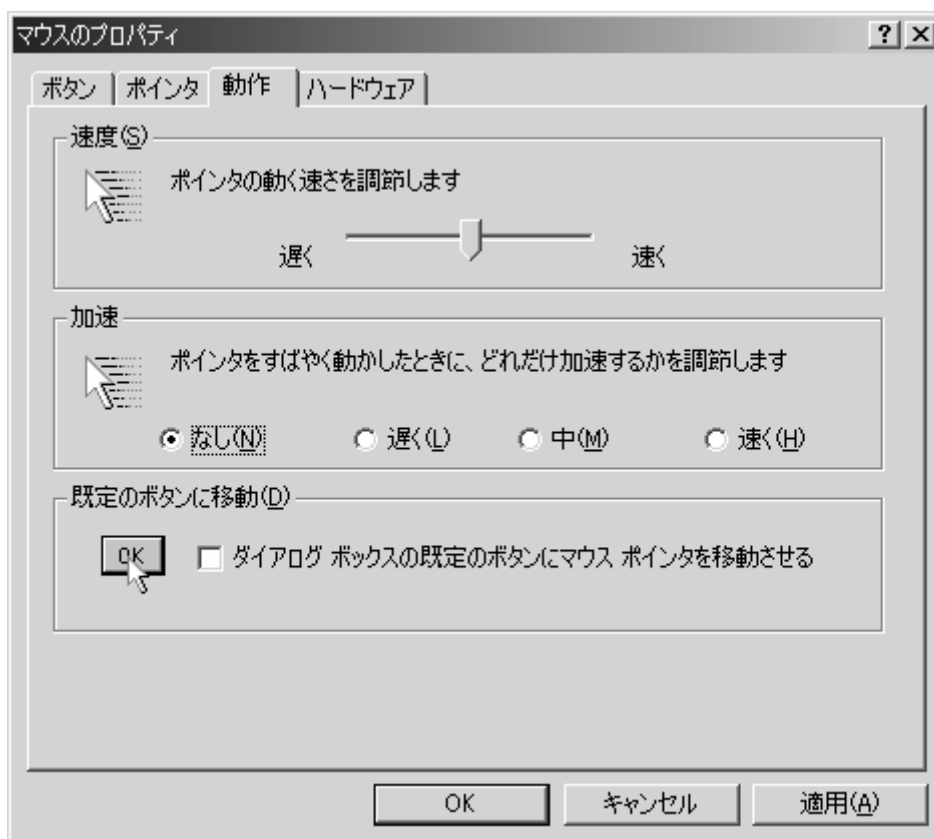 マウスのプロパティ
ボタン ポインタ 動作 ハードウェア
速度(S)
ポインタの動く速さを調節します
遅く 速く
加速
ポインタをすばやく動かしたときに、どれだけ加速するかを調節します
なし(N) 遅く(L) 中(M) 速く(H)
既定のボタンに移動(D)
OK ダイアログ ボックスの既定のボタンにマウス ポインタを移動させる
OK キャンセル 適用(A)